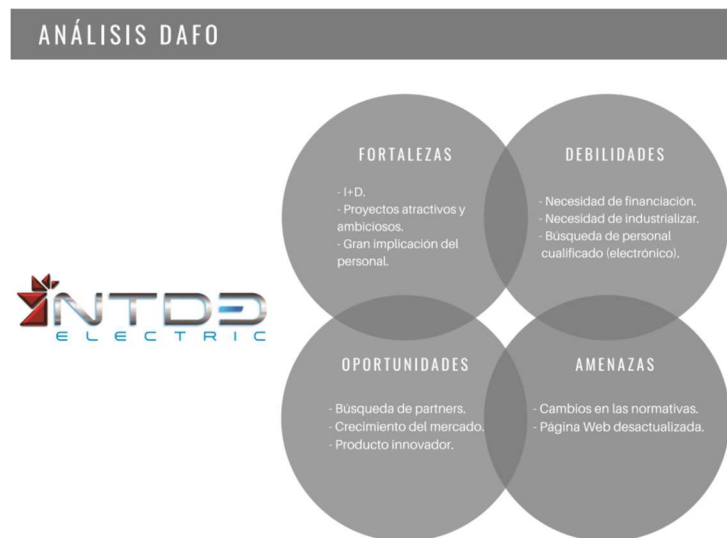 ANÁLISIS DAFO
FORTALEZAS
- I+D.
- Proyectos atractivos y
ambiciosos.
- Gran implicación del
personal.
DEBILIDADES
- Necesidad de financiación.
- Necesidad de industrializar.
- Búsqueda de personal
cualificado (electrónico).
NTDD
ELECTRIC
OPORTUNIDADES
- Búsqueda de partners.
- Crecimiento del mercado.
- Producto innovador.
AMENAZAS
- Cambios en las normativas.
- Página Web desactualizada.